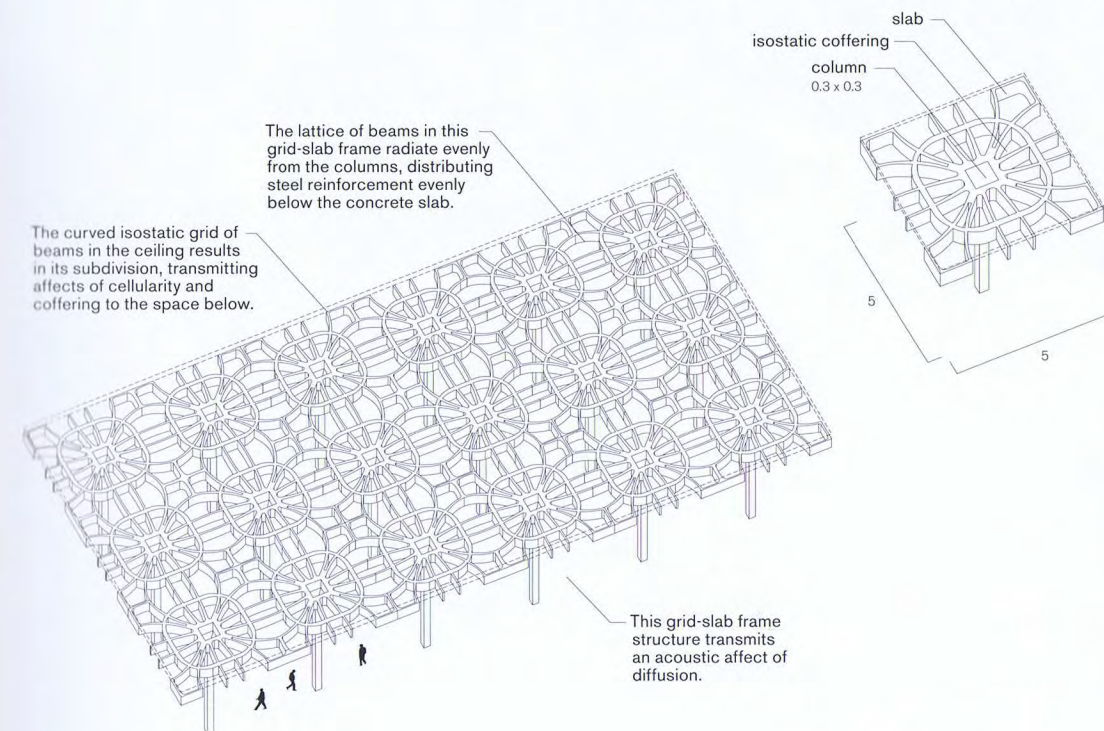 slab
isostatic coffering
column
0.3 x 0.3
The lattice of beams in this
grid-slab frame radiate evenly
from the columns, distributing
steel reinforcement evenly
below the concrete slab.
The curved isostatic grid of
beams in the ceiling results
in its subdivision, transmitting
affects of cellularity and
coffering to the space below.
5
5
This grid-slab frame
structure transmits
an acoustic affect of
diffusion.